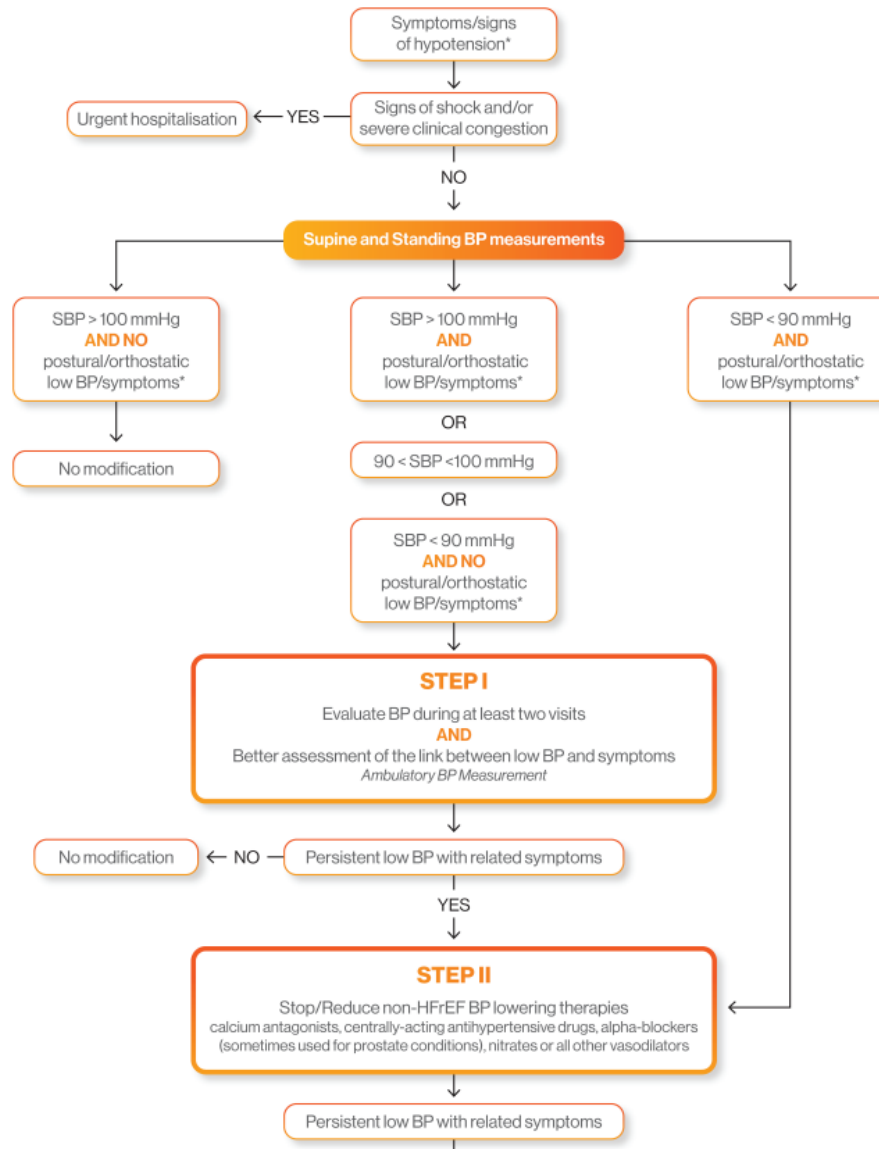 Symptoms/signs
of hypotension*
Urgent hospitalisation
YES
Signs of shock and/or
severe clinical congestion
NO
Supine and Standing BP measurements
SBP > 100 mmHg
AND NO
postural/orthostatic
low BP/symptoms*
No modification
SBP > 100 mmHg
AND
postural/orthostatic
low BP/symptoms*
OR
90 < SBP <100 mmHg
OR
SBP < 90 mmHg
AND NO
postural/orthostatic
low BP/symptoms*
SBP < 90 mmHg
AND
postural/orthostatic
low BP/symptoms*
STEP I
Evaluate BP during at least two visits
AND
Better assessment of the link between low BP and symptoms
Ambulatory BP Measurement
No modification
NO
Persistent low BP with related symptoms
YES
STEP II
Stop/Reduce non-HFrEF BP lowering therapies
calcium antagonists, centrally-acting antihypertensive drugs, alpha-blockers
(sometimes used for prostate conditions), nitrates or all other vasodilators
Persistent low BP with related symptoms